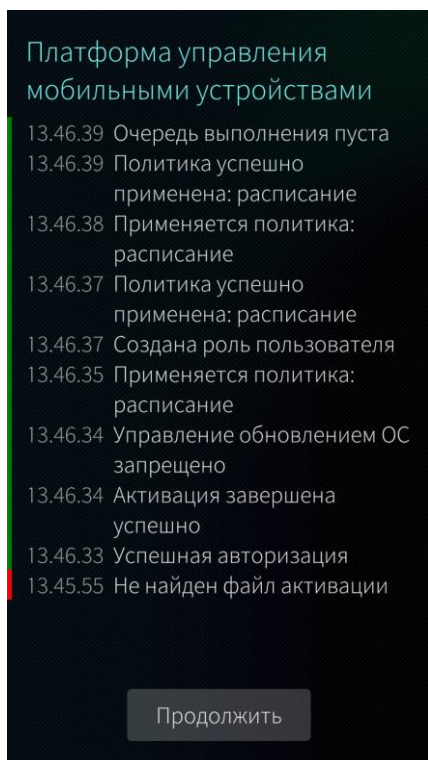 Платформа управления
мобильными устройствами
13.46.39 Очередь выполнения пуста
13.46.39 Политика успешно
применена: расписание
13.46.38 Применяется политика:
расписание
13.46.37 Политика успешно
применена: расписание
13.46.37 Создана роль пользователя
13.46.35 Применяется политика:
расписание
13.46.34 Управление обновлением ОС
запрещено
13.46.34 Активация завершена
успешно
13.46.33 Успешная авторизация
13.45.55 Не найден файл активации
Продолжить